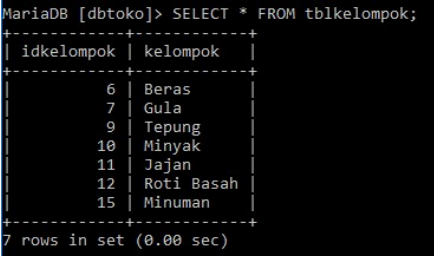 MariaDB [dbtoko]> SELECT * FROM tblkelompok;
+------------+-------------+
| idkelompok | kelompok    |
+------------+-------------+
|          6 | Beras       |
|          7 | Gula        |
|          9 | Tepung      |
|         10 | Minyak      |
|         11 | Jajan       |
|         12 | Roti Basah  |
|         15 | Minuman     |
+------------+-------------+
7 rows in set (0.00 sec)